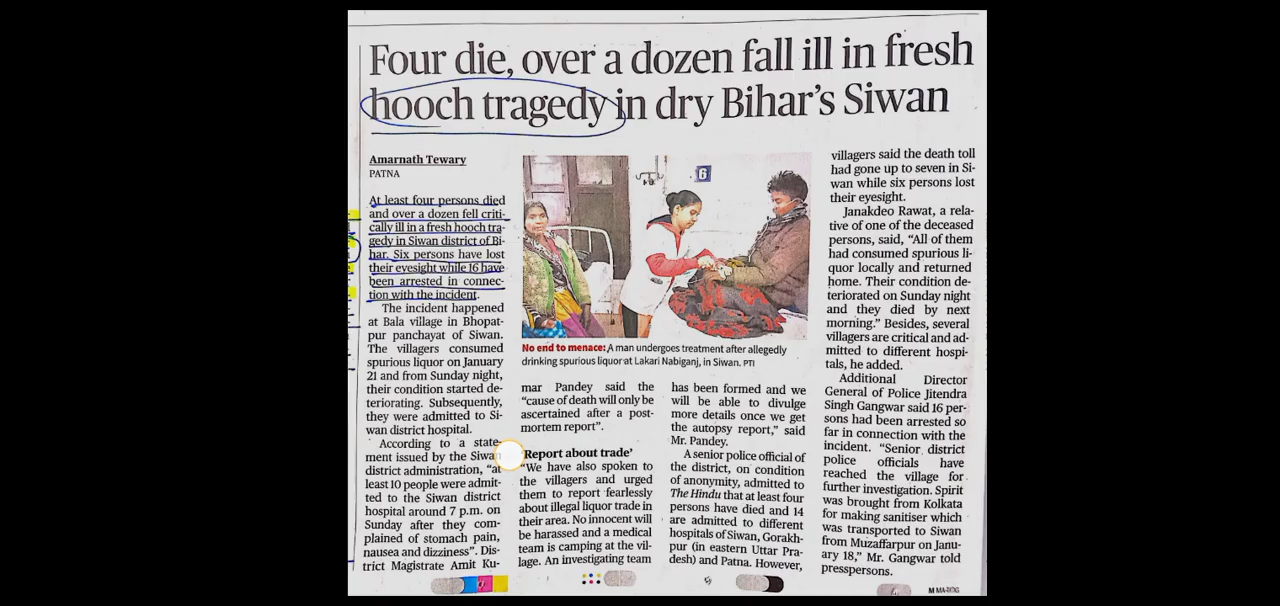 Four die, over a dozen fall ill in fresh
hooch tragedy in dry Bihar's Siwan
Amarnath Tewary
PATNA
At least four persons died
and over a dozen fell criti-
cally ill in a fresh hooch tra-
gedy in Siwan district of Bi-
har. Six persons have lost
their eyesight while 16 have
been arrested in connec-
tion with the incident.
The incident happened
at Bala village in Bhopat-
pur panchayat of Siwan.
The villagers consumed
spurious liquor on January
21 and from Sunday night,
their condition started de-
teriorating. Subsequently,
they were admitted to Si-
wan district hospital.
According to a state-
ment issued by the Siwan
district administration, "at
least 10 people were admit-
ted to the Siwan district
hospital around 7 p.m. on
Sunday after they com-
plained of stomach pain,
nausea and dizziness". Dis-
trict Magistrate Amit Ku-
6
No end to menace: A man undergoes treatment after allegedly
drinking spurious liquor at Lakari Nabiganj, in Siwan. PTI
mar Pandey said the
"cause of death will only be
ascertained after a post-
mortem report".
'Report about trade'
"We have also spoken to
the villagers and urged
them to report fearlessly
about illegal liquor trade in
their area. No innocent will
be harassed and a medical
team is camping at the vil-
lage. An investigating team
has been formed and we
will be able to divulge
more details once we get
the autopsy report," said
Mr. Pandey.
A senior police official of
the district, on condition
of anonymity, admitted to
The Hindu that at least four
persons have died and 14
are admitted to different
hospitals of Siwan, Gorakh-
pur (in eastern Uttar Pra-
desh) and Patna. However,
villagers said the death toll
had gone up to seven in Si-
wan while six persons lost
their eyesight.
Janakdeo Rawat, a rela-
tive of one of the deceased
persons, said, "All of them
had consumed spurious li-
quor locally and returned
home. Their condition de-
teriorated on Sunday night
and they died by next
morning." Besides, several
villagers are critical and ad-
mitted to different hospi-
tals, he added.
Additional Director
General of Police Jitendra
Singh Gangwar said 16 per-
sons had been arrested so
far in connection with the
incident. "Senior district
police officials have
reached the village for
further investigation. Spirit
was brought from Kolkata
for making sanitiser which
was transported to Siwan
from Muzaffarpur on Janu-
ary 18," Mr. Gangwar told
presspersons.